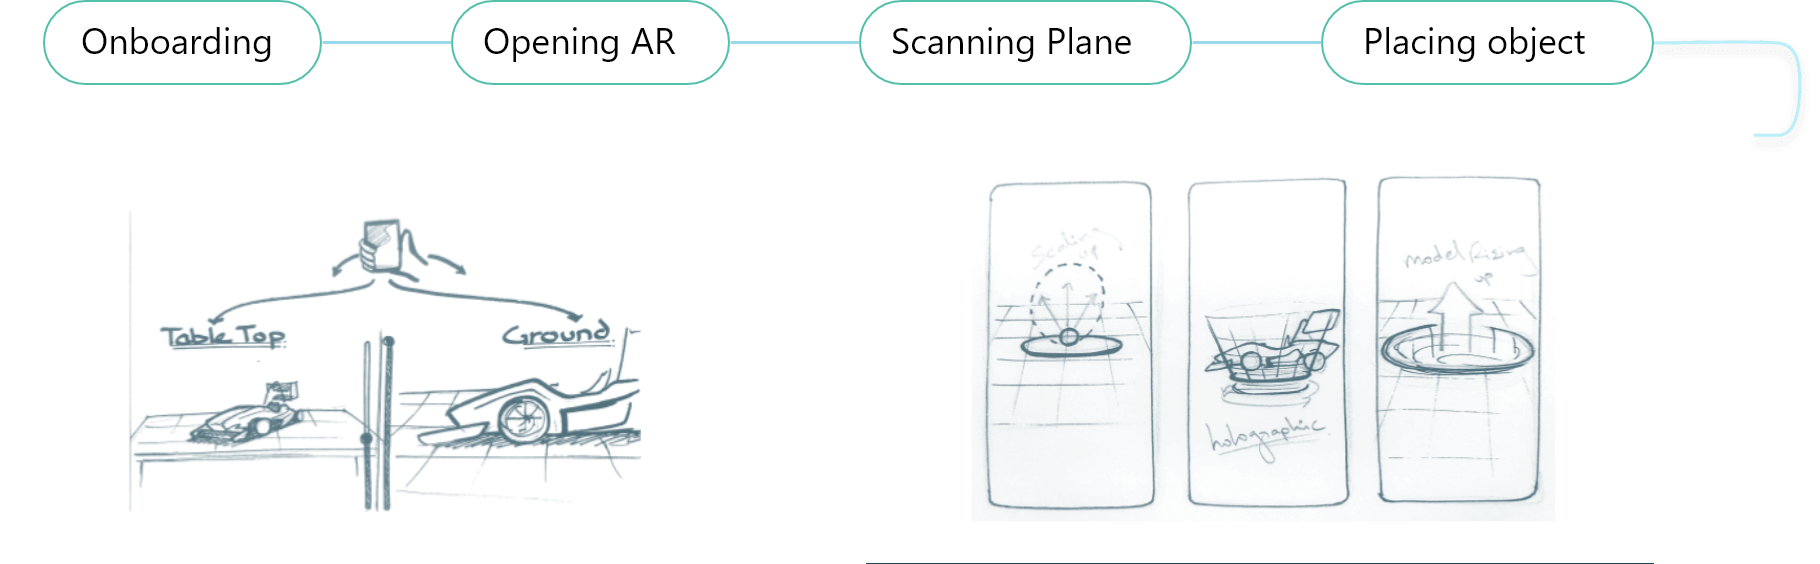 Onboarding
Opening AR
Scanning Plane
Placing object
Table Top
Ground
Scaling
up
holographic
model Rising
up